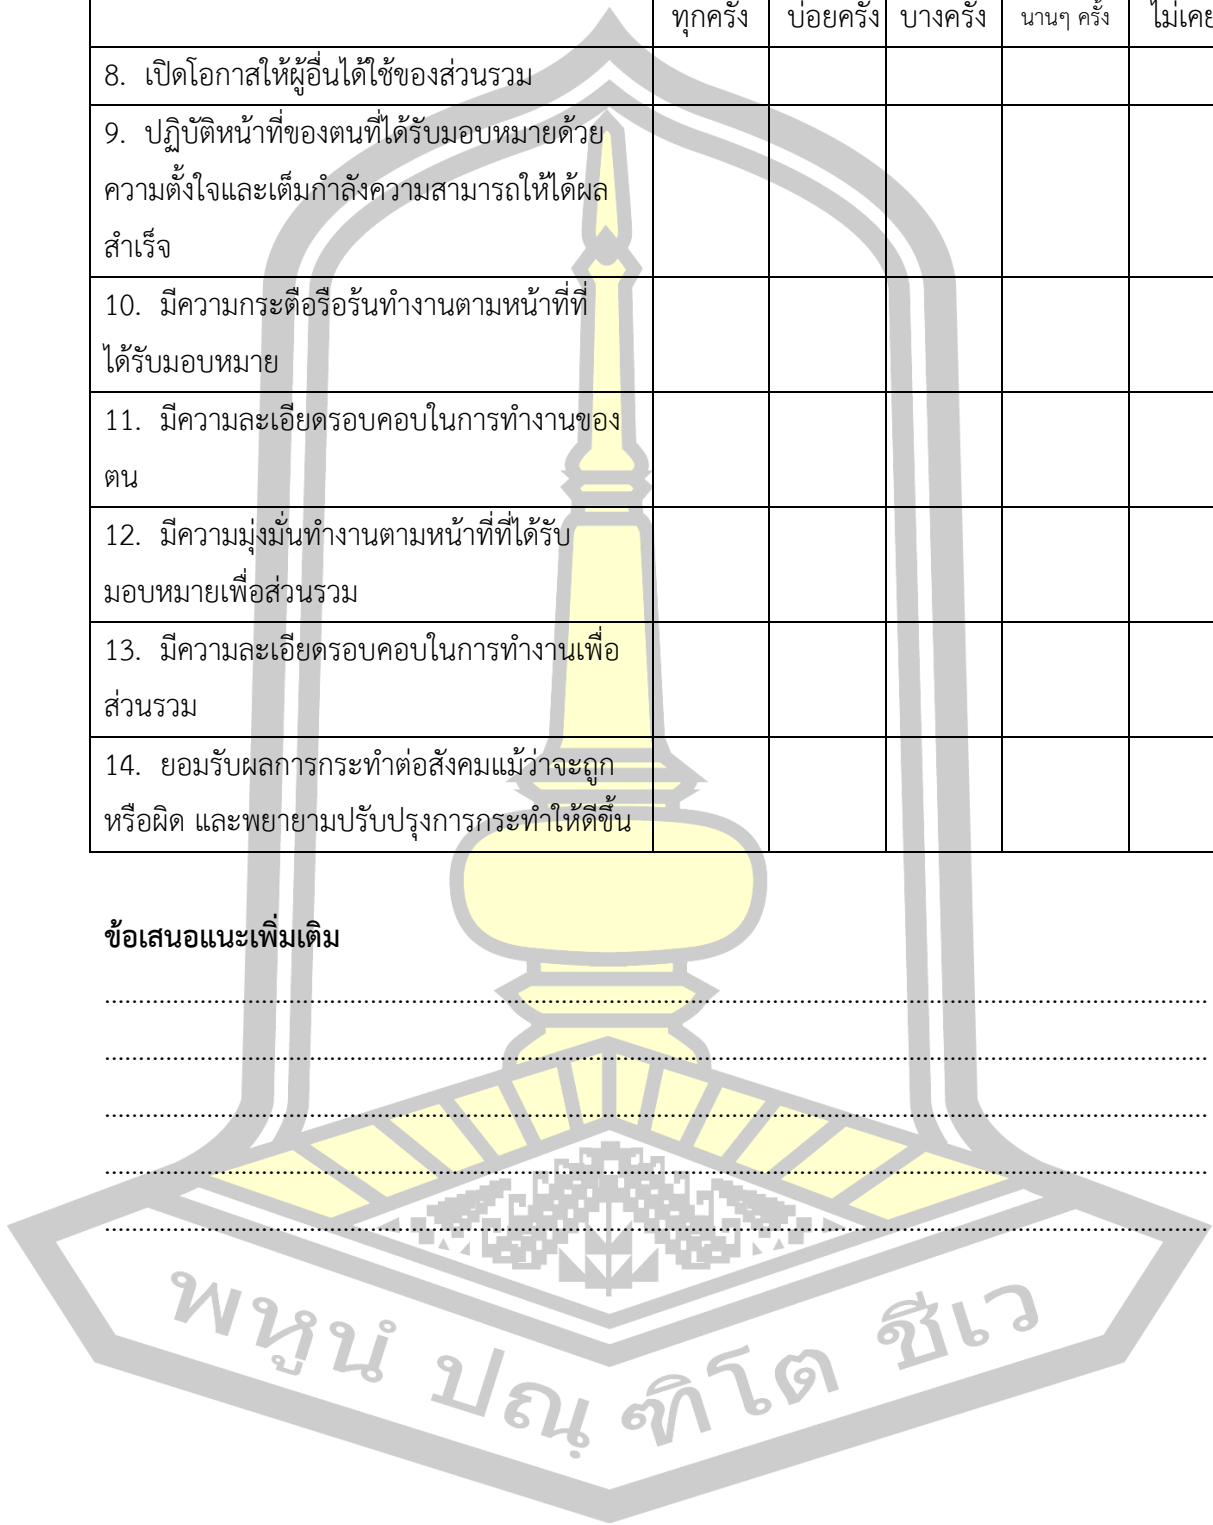 ทุกครั้ง บ่อยครั้ง บางครั้ง นานๆ ครั้ง ไม่เคย
8. เปิดโอกาสให้ผู้อื่นได้ใช้ของส่วนรวม
9. ปฏิบัติหน้าที่ของตนที่ได้รับมอบหมายด้วย
ความตั้งใจและเต็มกำลังความสามารถให้ได้ผล
สำเร็จ
10. มีความกระตือรือร้นทำงานตามหน้าที่ที่
ได้รับมอบหมาย
11. มีความละเอียดรอบคอบในการทำงานของ
ตน
12. มีความมุ่งมั่นทำงานตามหน้าที่ที่ได้รับ
มอบหมายเพื่อส่วนรวม
13. มีความละเอียดรอบคอบในการทำงานเพื่อ
ส่วนรวม
14. ยอมรับผลการกระทำต่อสังคมแม้ว่าจะถูก
หรือผิด และพยายามปรับปรุงการกระทำให้ดีขึ้น
ข้อเสนอแนะเพิ่มเติม
พหูนํ ปณฺ ฑิโต ชีเว